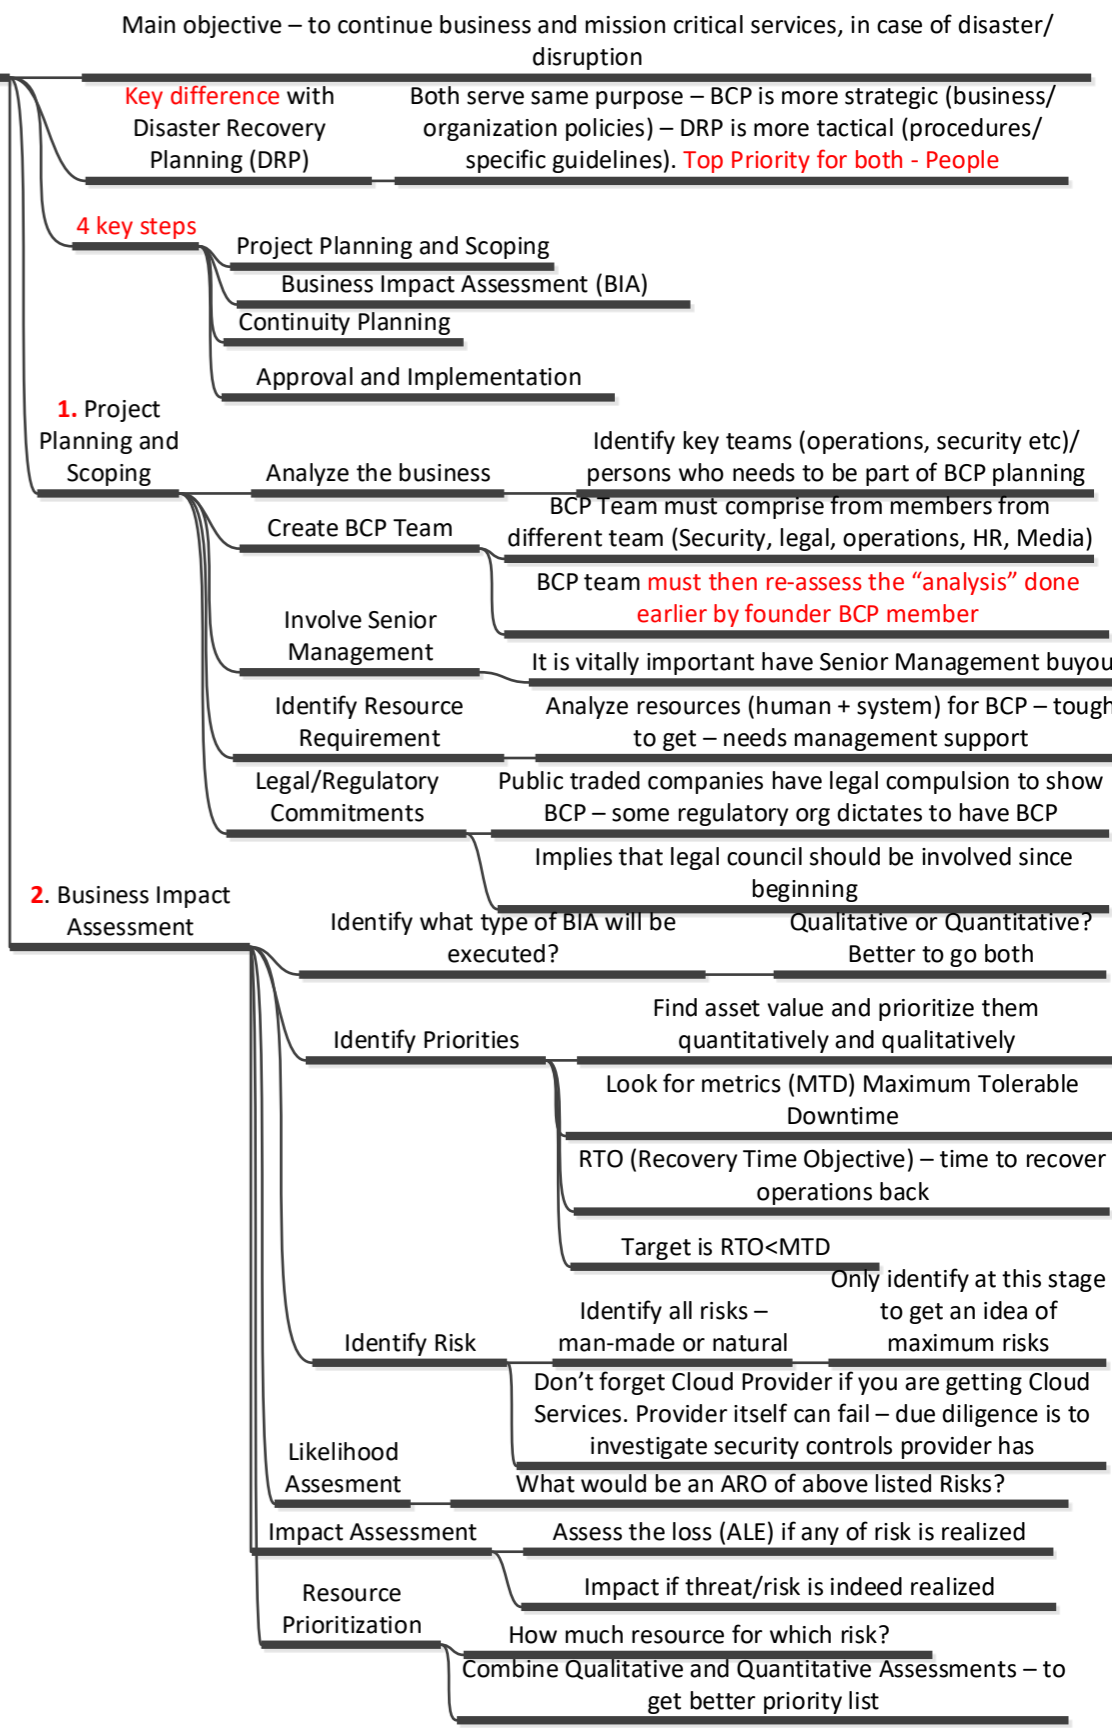 Main objective – to continue business and mission critical services, in case of disaster/
disruption
Key difference with
Disaster Recovery
Planning (DRP)
Both serve same purpose – BCP is more strategic (business/
organization policies) – DRP is more tactical (procedures/
specific guidelines). Top Priority for both - People
4 key steps
Project Planning and Scoping
Business Impact Assessment (BIA)
Continuity Planning
Approval and Implementation
1. Project
Planning and
Scoping
Analyze the business
Identify key teams (operations, security etc)/
persons who needs to be part of BCP planning
Create BCP Team
BCP Team must comprise from members from
different team (Security, legal, operations, HR, Media)
BCP team must then re-assess the “analysis” done
earlier by founder BCP member
Involve Senior
Management
It is vitally important have Senior Management buyou
Identify Resource
Requirement
Analyze resources (human + system) for BCP – tough
to get – needs management support
Legal/Regulatory
Commitments
Public traded companies have legal compulsion to show
BCP – some regulatory org dictates to have BCP
Implies that legal council should be involved since
beginning
2. Business Impact
Assessment
Identify what type of BIA will be
executed?
Qualitative or Quantitative?
Better to go both
Identify Priorities
Find asset value and prioritize them
quantitatively and qualitatively
Look for metrics (MTD) Maximum Tolerable
Downtime
RTO (Recovery Time Objective) – time to recover
operations back
Target is RTO<MTD
Identify Risk
Identify all risks –
man-made or natural
Only identify at this stage
to get an idea of
maximum risks
Don’t forget Cloud Provider if you are getting Cloud
Services. Provider itself can fail – due diligence is to
investigate security controls provider has
Likelihood
Assesment
What would be an ARO of above listed Risks?
Impact Assessment
Assess the loss (ALE) if any of risk is realized
Impact if threat/risk is indeed realized
Resource
Prioritization
How much resource for which risk?
Combine Qualitative and Quantitative Assessments – to
get better priority list